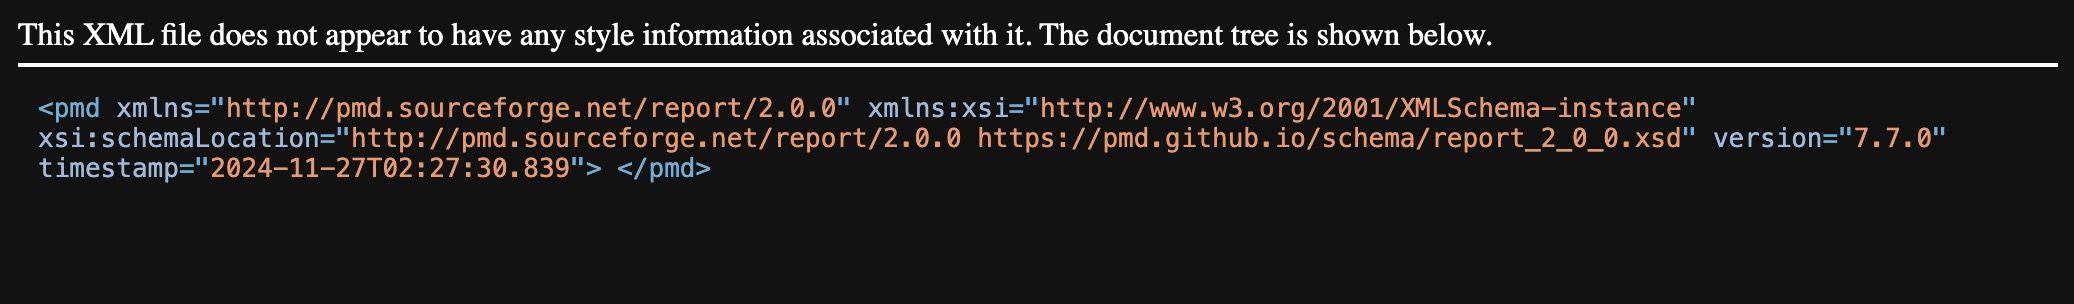 This XML file does not appear to have any style information associated with it. The document tree is shown below.
<pmd xmlns="http://pmd.sourceforge.net/report/2.0.0" xmlns:xsi="http://www.w3.org/2001/XMLSchema-instance"
xsi:schemaLocation="http://pmd.sourceforge.net/report/2.0.0 https://pmd.github.io/schema/report_2_0_0.xsd" version="7.7.0"
timestamp="2024-11-27T02:27:30.839"> </pmd>